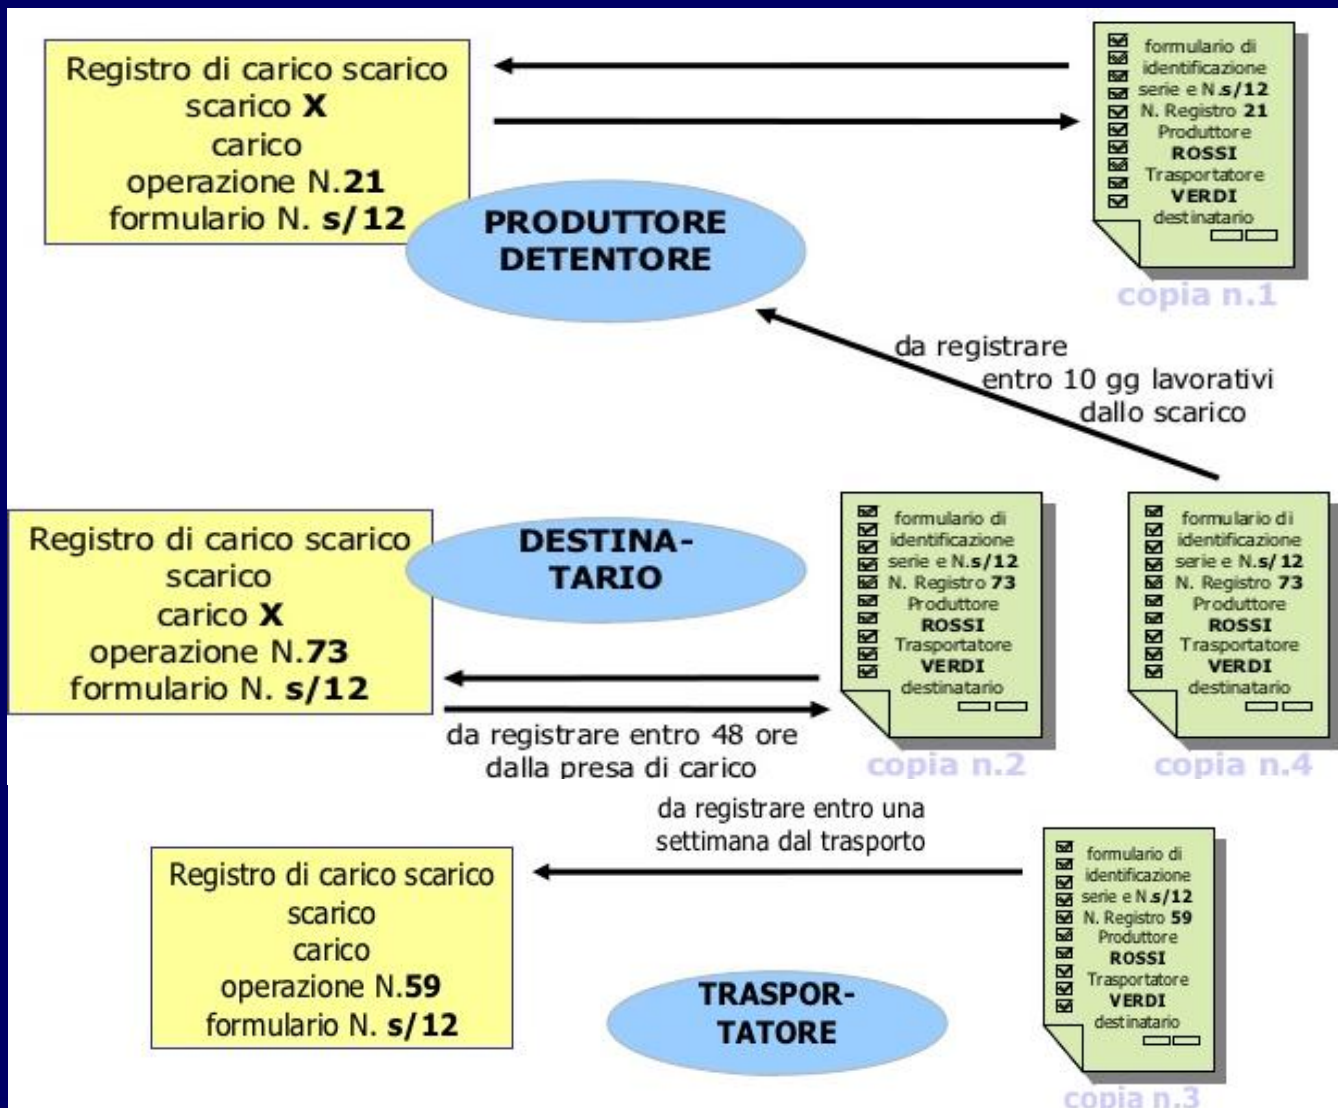 Registro di carico scarico
scarico X
carico
operazione N.21
formulario N. s/12
PRODUTTORE
DETENTORE
formulario di
identificazione
serie e N.s/12
N. Registro 21
Produttore
ROSSI
Trasportatore
VERDI
destinatario
copia n.1
da registrare
entro 10 gg lavorativi
dallo scarico
Registro di carico scarico
scarico
carico X
operazione N.73
formulario N. s/12
DESTINA-
TARIO
da registrare entro 48 ore
dalla presa di carico
formulario di
identificazione
serie e N.s/12
N. Registro 73
Produttore
ROSSI
Trasportatore
VERDI
destinatario
copia n.2
formulario di
identificazione
serie e N.s/12
N. Registro 73
Produttore
ROSSI
Trasportatore
VERDI
destinatario
copia n.4
da registrare entro una
settimana dal trasporto
Registro di carico scarico
scarico
carico
operazione N.59
formulario N. s/12
TRASPOR-
TATORE
formulario di
identificazione
serie e N.s/12
N. Registro 59
Produttore
ROSSI
Trasportatore
VERDI
destinatario
copia n.3